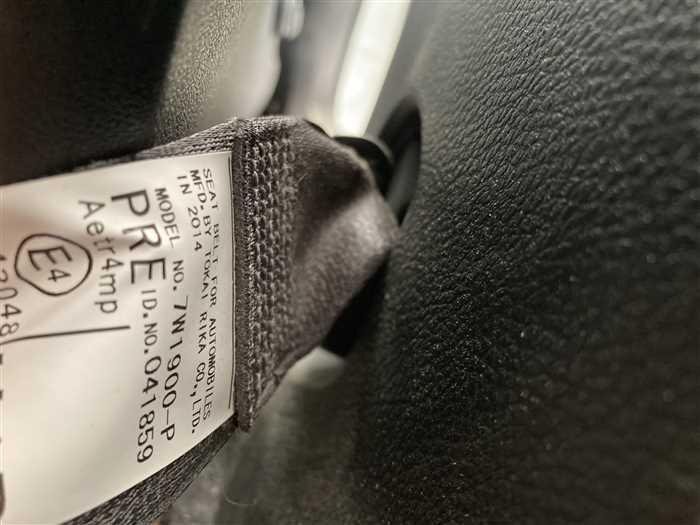 SEAT BELT FOR AUTOMOBILES
MFD. BY TOKAI RIKA CO., LTD.
IN 2014
MODEL NO. 7W1900-P
PRE ID. NO. 041859
Aetr4mp
E4